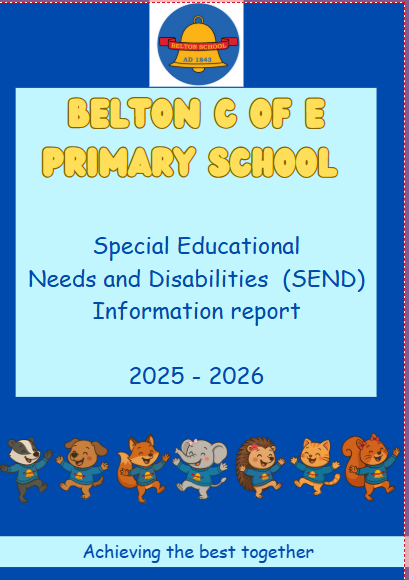 BELTON SCHOOL
AD 1843
BELTON C OF E
PRIMARY SCHOOL
Special Educational
Needs and Disabilities (SEND)
Information report
2025 - 2026
Achieving the best together